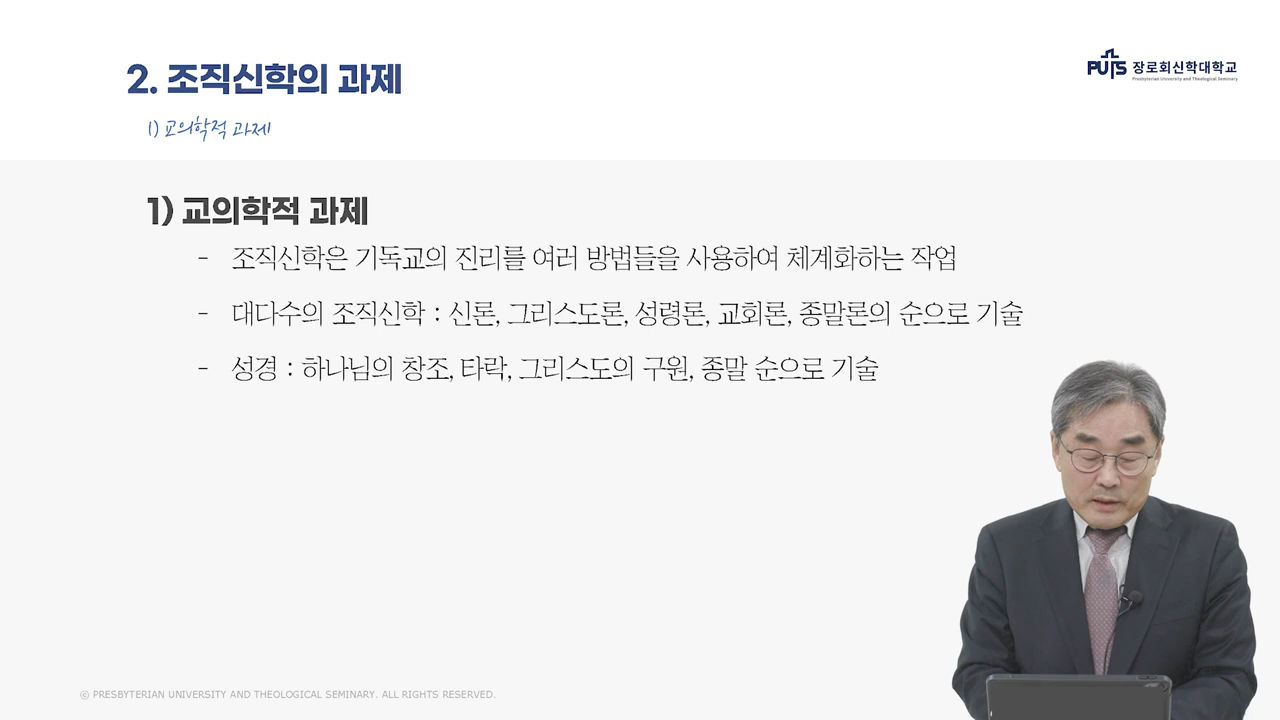 2. 조직신학의 과제
PUTS 장로회신학대학교
Presbyterian University and Theological Seminary
1) 교의학적 과제
1) 교의학적 과제
- 조직신학은 기독교의 진리를 여러 방법들을 사용하여 체계화하는 작업
- 대다수의 조직신학 : 신론, 그리스도론, 성령론, 교회론, 종말론의 순으로 기술
- 성경 : 하나님의 창조, 타락, 그리스도의 구원, 종말 순으로 기술
© PRESBYTERIAN UNIVERSITY AND THEOLOGICAL SEMINARY. ALL RIGHTS RESERVED.